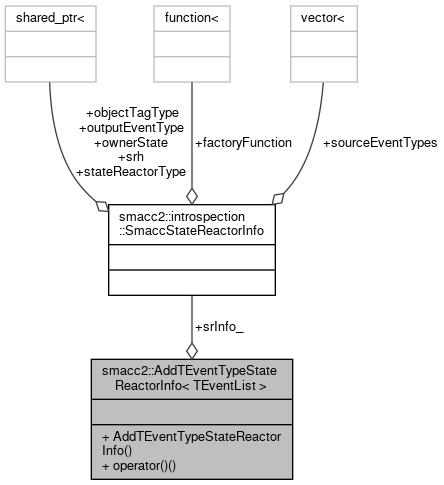 shared_ptr<
function<
vector<
+objectTagType
+outputEventType
+ownerState
+srh
+stateReactorType
+factoryFunction
+sourceEventTypes
smacc2::introspection
::SmaccStateReactorInfo
+srInfo_
smacc2::AddTEventTypeState
ReactorInfo< TEventList >
+ AddTEventTypeStateReactor
Info()
+ operator()()